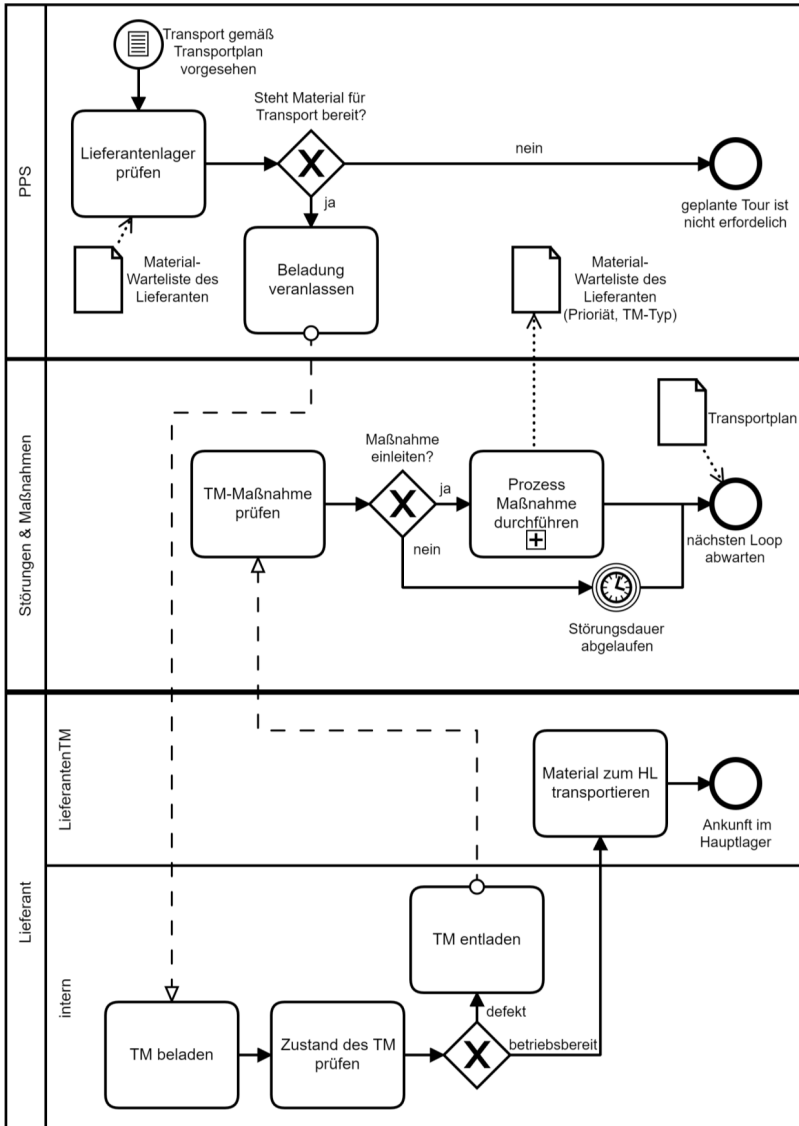 PPS
Transport gemäß
Transportplan
vorgesehen
Steht Material für
Transport bereit?
Lieferantenlager
prüfen
nein
ja
geplante Tour ist
nicht erfordelich
Material-
Warteliste des
Lieferanten
Beladung
veranlassen
Material-
Warteliste des
Lieferanten
(Prioriät, TM-Typ)
Störungen & Maßnahmen
Transportplan
Maßnahme
einleiten?
TM-Maßnahme
prüfen
ja
Prozess
Maßnahme
durchführen
nein
nächsten Loop
abwarten
Störungsdauer
abgelaufen
Lieferant
LieferantenTM
Material zum HL
transportieren
Ankunft im
Hauptlager
intern
TM entladen
defekt
TM beladen
Zustand des TM
prüfen
betriebsbereit